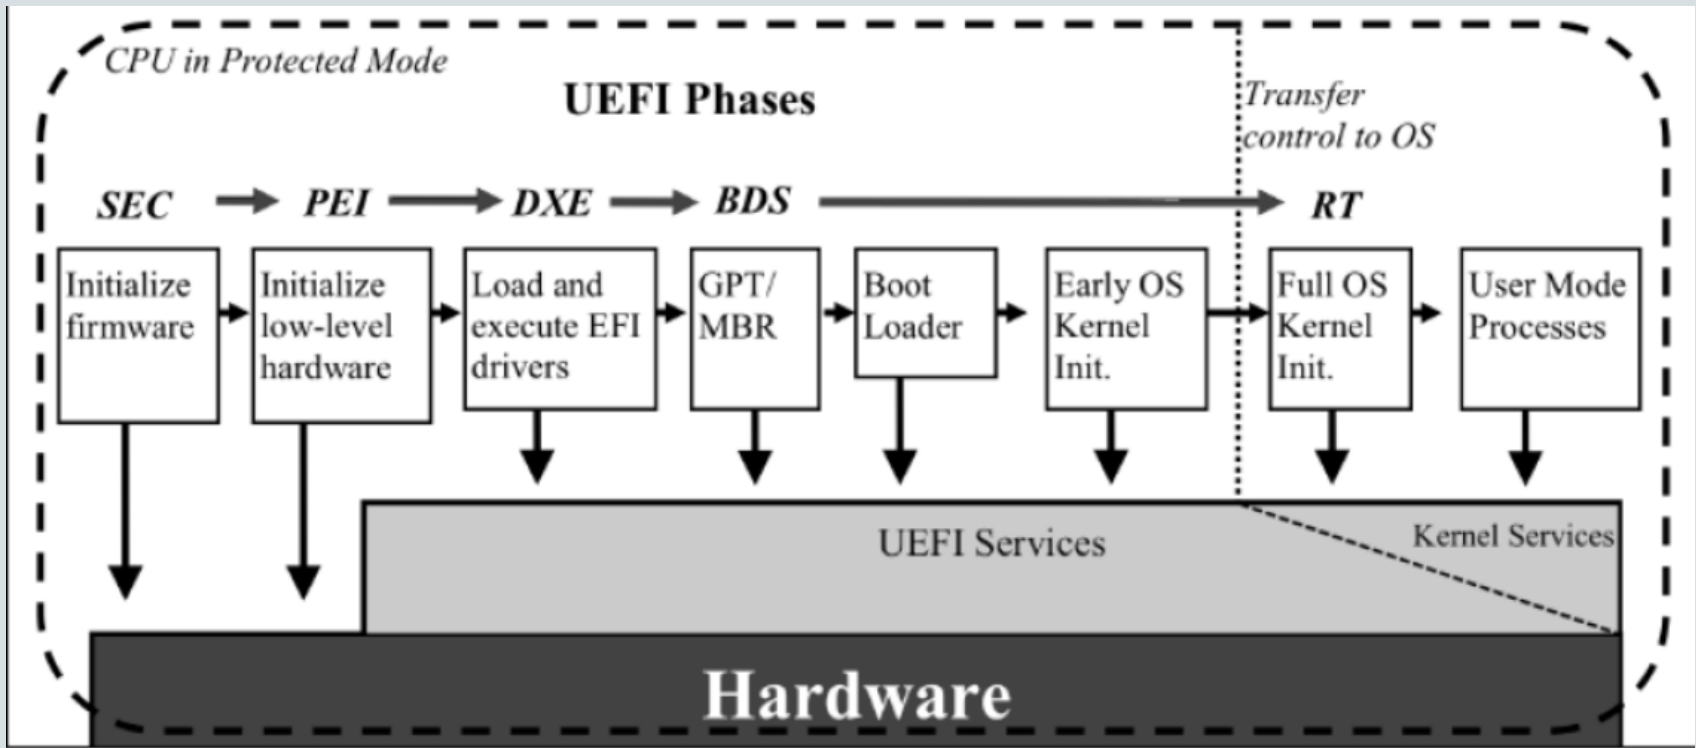 CPU in Protected Mode
UEFI Phases
Transfer
control to OS
SEC
PEI
DXE
BDS
RT
Initialize
firmware
Initialize
low-level
hardware
Load and
execute EFI
drivers
GPT/
MBR
Boot
Loader
Early OS
Kernel
Init.
Full OS
Kernel
Init.
User Mode
Processes
UEFI Services
Kernel Services
Hardware